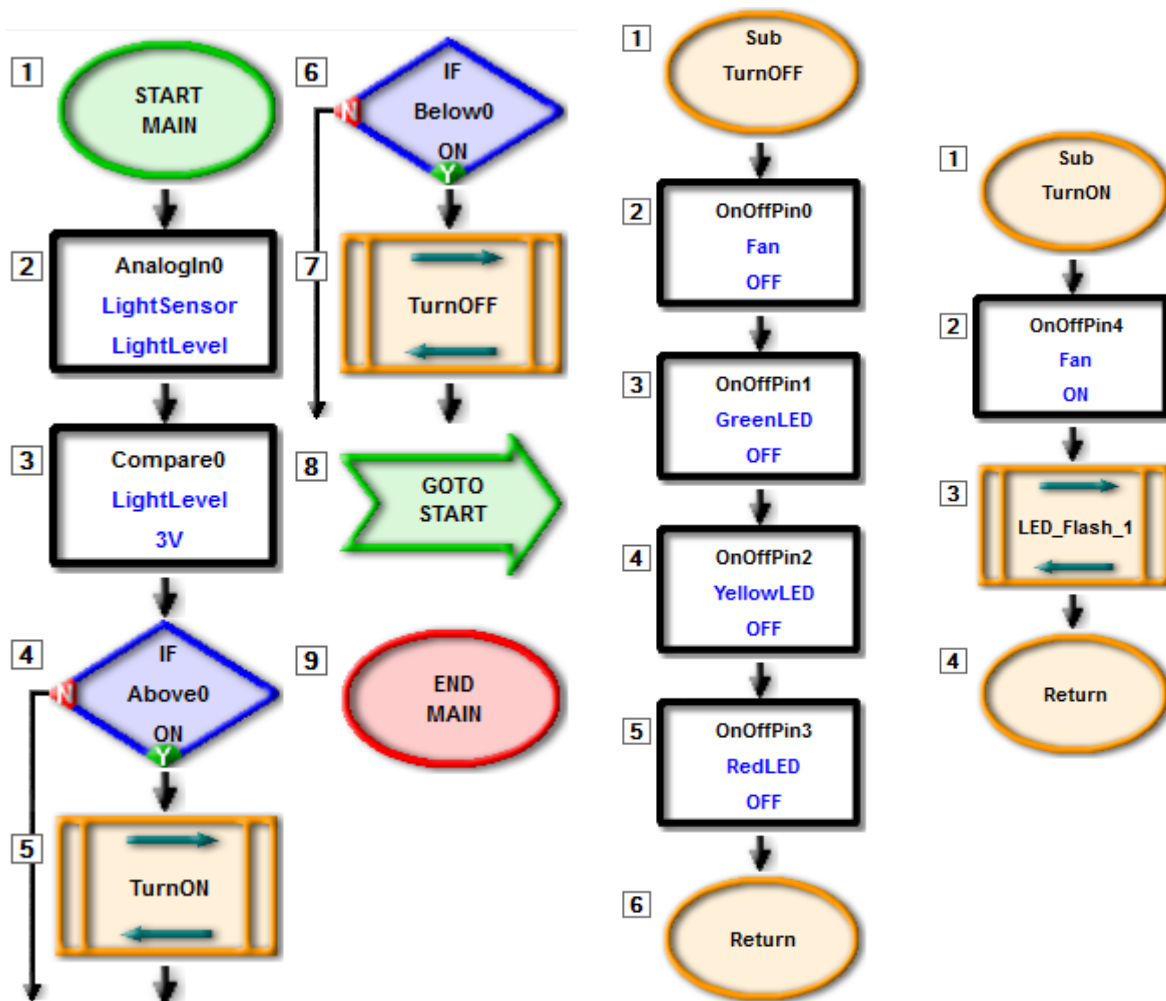 1
START
MAIN
2
AnalogIn0
LightSensor
LightLevel
3
Compare0
LightLevel
3V
4
IF
Above0
ON
N
Y
5
TurnON
6
IF
Below0
ON
N
Y
7
TurnOFF
8
GOTO
START
9
END
MAIN
1
Sub
TurnOFF
2
OnOffPin0
Fan
OFF
3
OnOffPin1
GreenLED
OFF
4
OnOffPin2
YellowLED
OFF
5
OnOffPin3
RedLED
OFF
6
Return
1
Sub
TurnON
2
OnOffPin4
Fan
ON
3
LED_Flash_1
4
Return